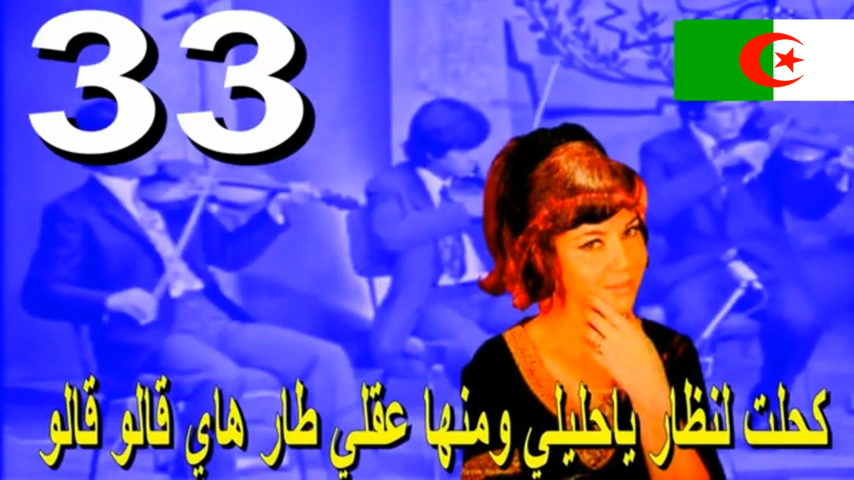 33
كحلت لنظار ياحليلي ومنها عقلي طار هاي قالو قالو